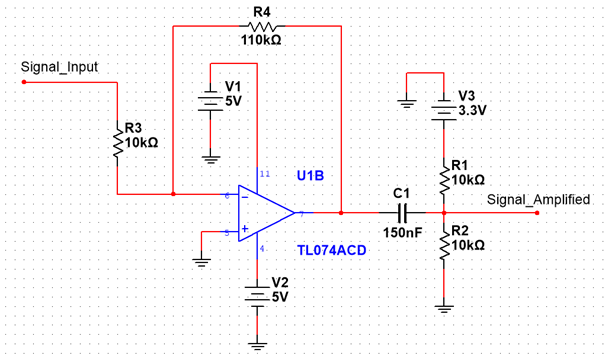 R4
110kΩ
Signal_Input
V1
5V
V3
3.3V
R3
10kΩ
11
U1B
R1
10kΩ
6
7
5
4
C1
150nF
Signal_Amplified
TL074ACD
R2
10kΩ
V2
5V